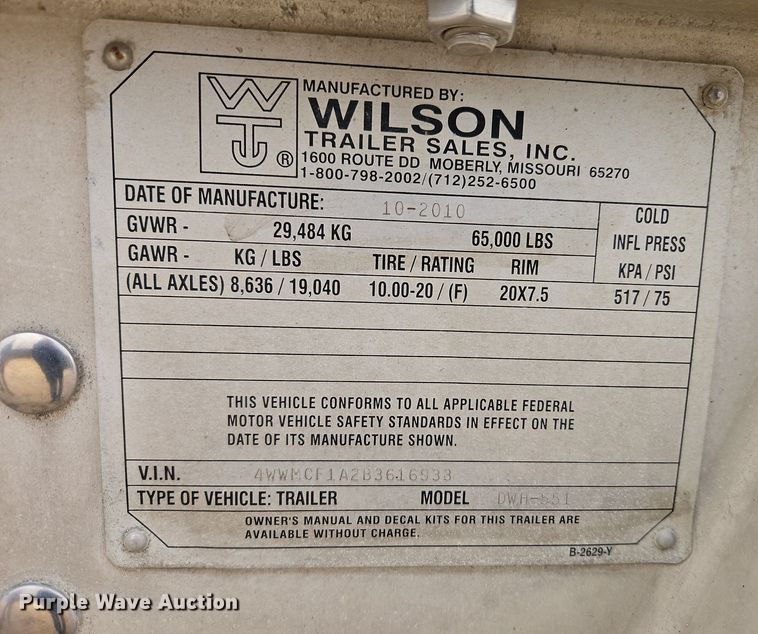 WT ®
MANUFACTURED BY:
WILSON
TRAILER SALES, INC.
1600 ROUTE DD MOBERLY, MISSOURI 65270
1-800-798-2002/(712)252-6500
DATE OF MANUFACTURE: 10-2010
GVWR - 29,484 KG 65,000 LBS
COLD
INFL PRESS
KPA / PSI
GAWR - KG / LBS TIRE / RATING RIM
(ALL AXLES) 8,636 / 19,040 10.00-20 / (F) 20X7.5 517 / 75
THIS VEHICLE CONFORMS TO ALL APPLICABLE FEDERAL
MOTOR VEHICLE SAFETY STANDARDS IN EFFECT ON THE
DATE OF ITS MANUFACTURE SHOWN.
V.I.N. 4WWMCF1A2B3616933
TYPE OF VEHICLE: TRAILER MODEL DWH-551
OWNER'S MANUAL AND DECAL KITS FOR THIS TRAILER ARE
AVAILABLE WITHOUT CHARGE.
B-2629-Y
Purple Wave Auction